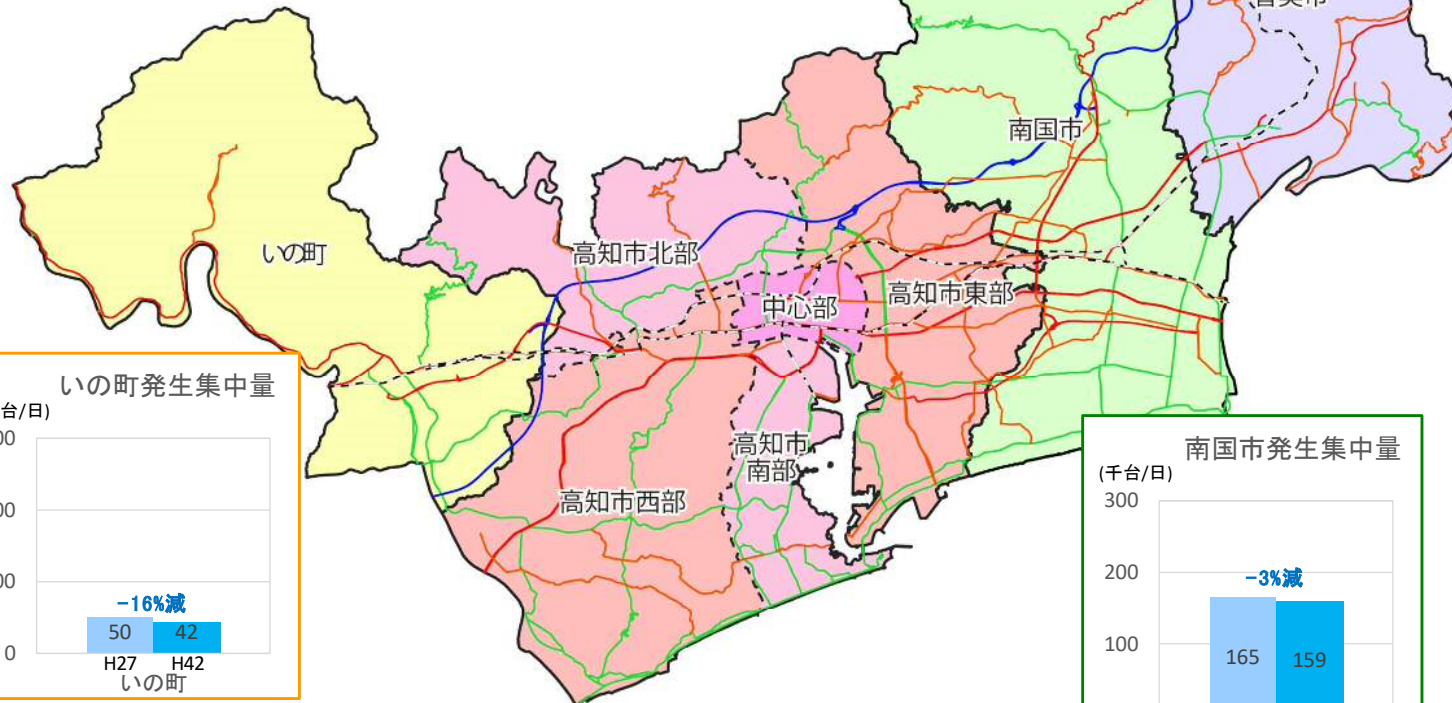 南国市
いの町
高知市北部
中心部
高知市東部
高知市
南部
高知市西部
いの町発生集中量
台/日)
00
00
00
0
-16%減
50
42
H27
H42
いの町
南国市発生集中量
(千台/日)
300
200
100
-3%減
165
159